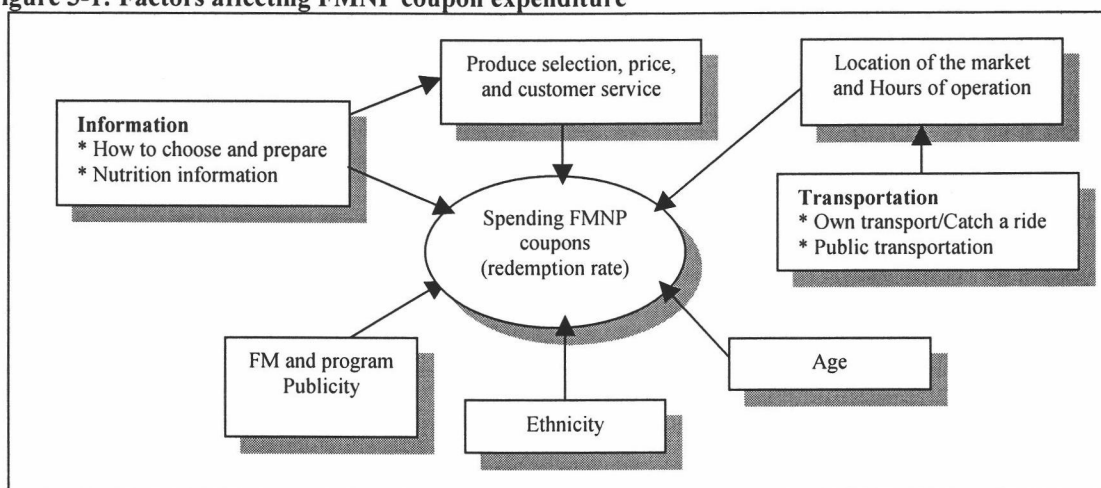 Figure 3-1: Factors affecting FMNP coupon expenditure
Produce selection, price,
and customer service
Location of the market
and Hours of operation
Information
* How to choose and prepare
* Nutrition information
Transportation
* Own transport/Catch a ride
* Public transportation
Spending FMNP
coupons
(redemption rate)
FM and program
Publicity
Ethnicity
Age